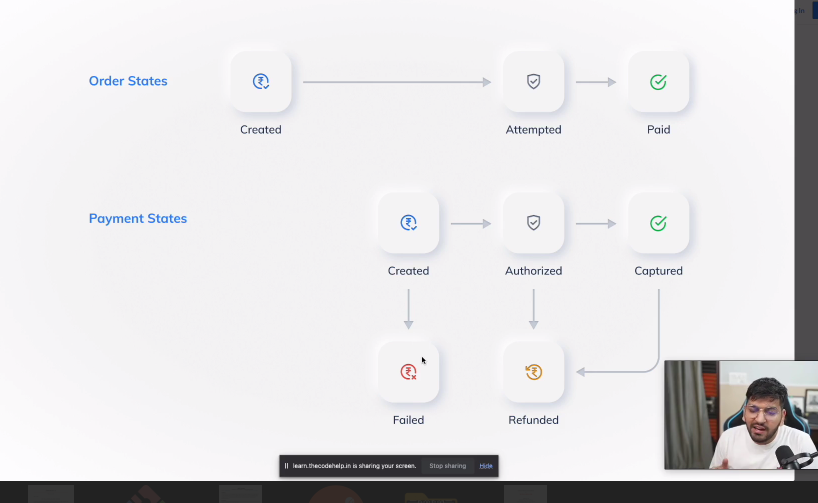 In
Order States
Created
Attempted
Paid
Payment States
Created
Authorized
Captured
Failed
Refunded
learn.thecodehelp.in is sharing your screen. Stop sharing Hide